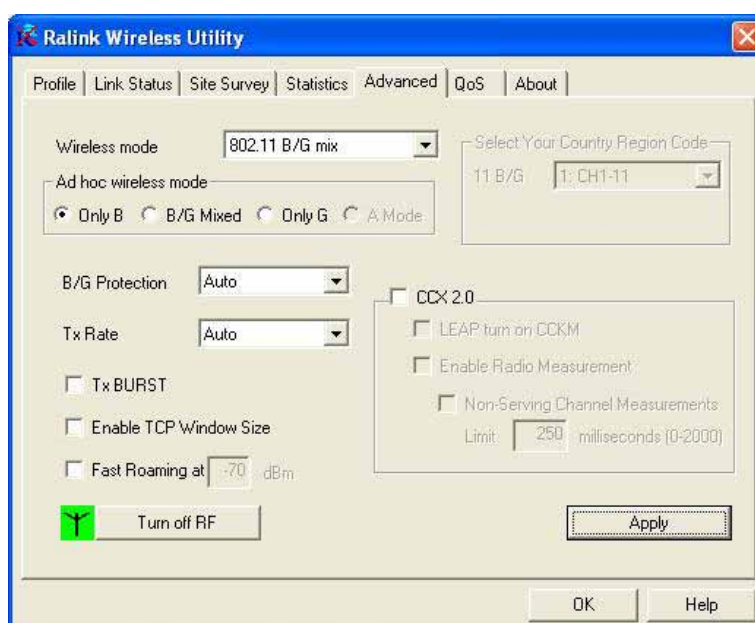 Ralink Wireless Utility
Profile Link Status Site Survey Statistics Advanced QoS About
Wireless mode 802.11 B/G mix
Select Your Country Region Code
11 B/G 1: CH1-11
Ad hoc wireless mode
Only B B/G Mixed Only G A Mode
B/G Protection Auto
CCX 2.0
Tx Rate Auto
LEAP turn on CCKM
Enable Radio Measurement
Tx BURST
Non-Serving Channel Measurements
Enable TCP Window Size
Limit 250 milliseconds (0-2000)
Fast Roaming at -70 dBm
Turn off RF
Apply
OK Help